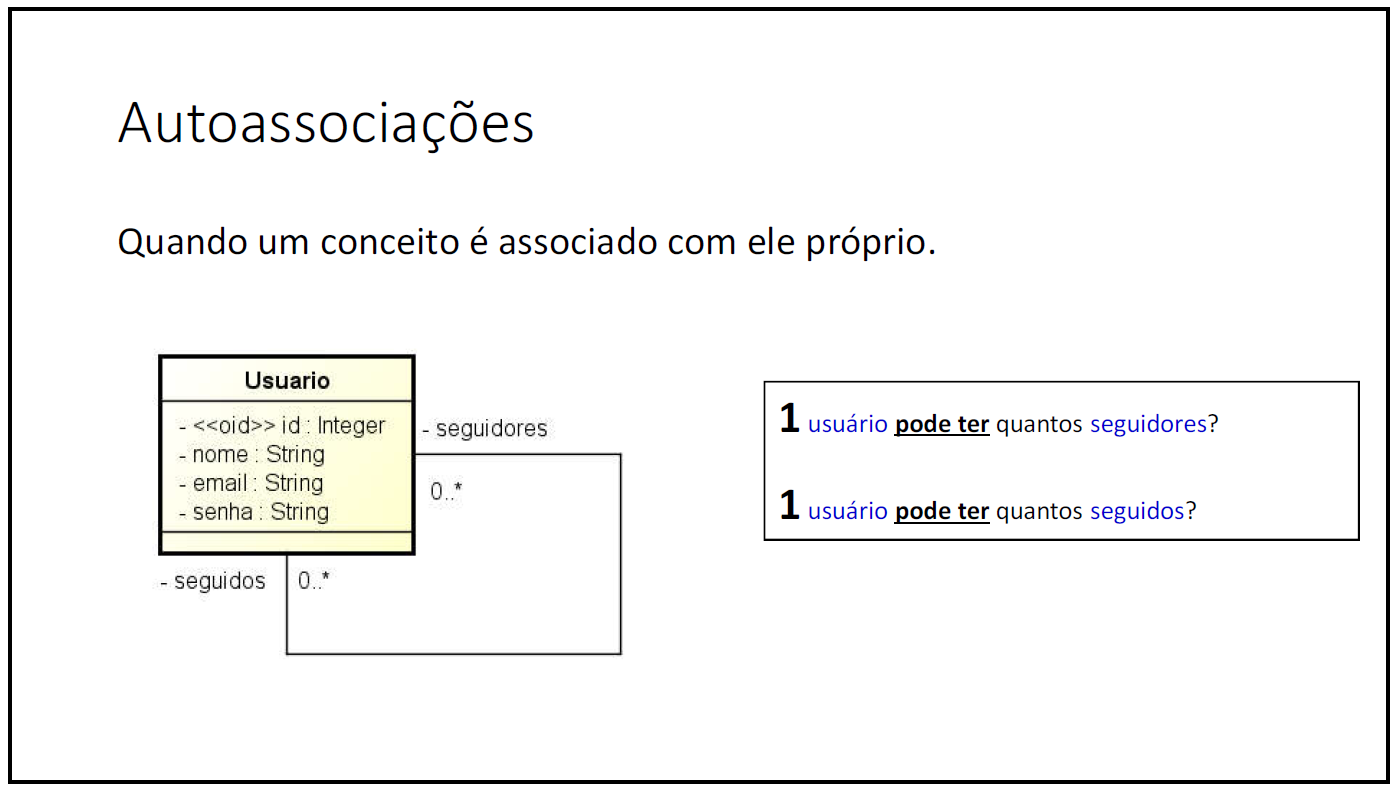 Autoassociações
Quando um conceito é associado com ele próprio.
Usuario
- <<oid>> id : Integer
- nome : String
- email : String
- senha : String
- seguidores
0..*
- seguidos
0..*
1 usuário pode ter quantos seguidores?
1 usuário pode ter quantos seguidos?